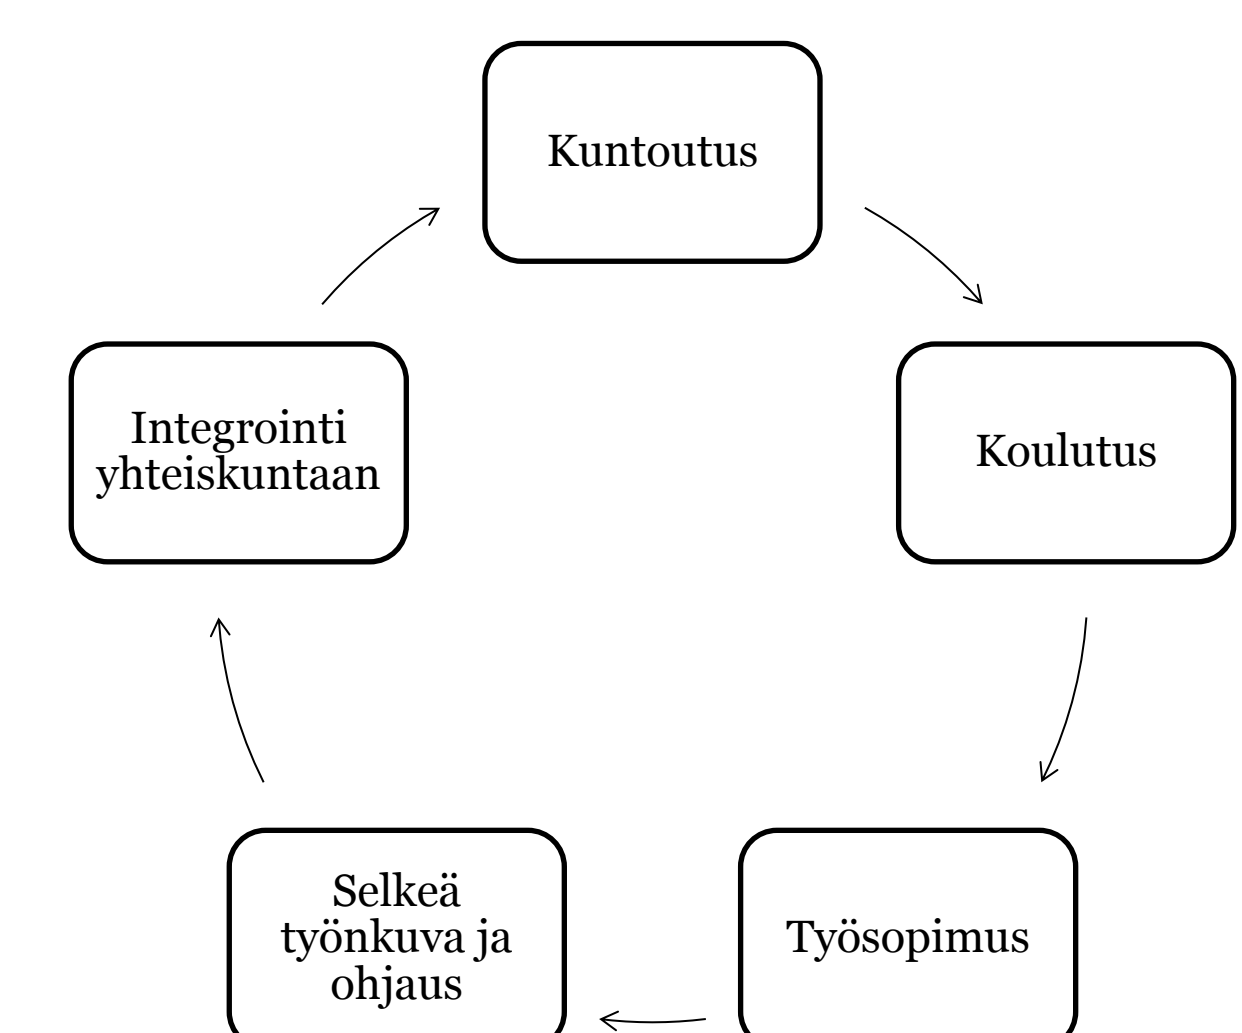 Kuntoutus
Integrointi
yhteiskuntaan
Koulutus
Selkeä
työnkuva ja
ohjaus
Työsopimus